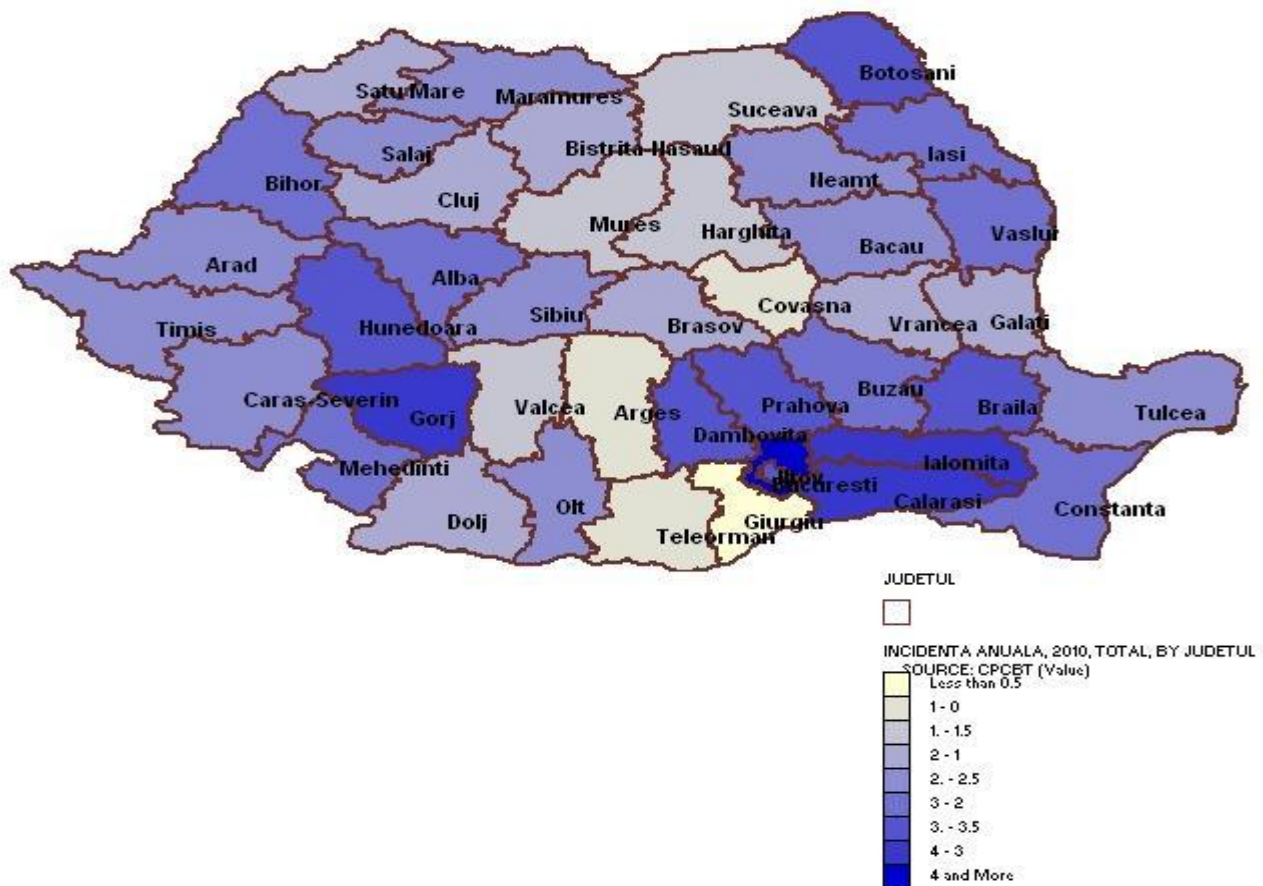 Botosani
Satu Mare
Maramures
Suceava
Salaj
Bistrita-Nasaud
Iasi
Bihor
Cluj
Neamt
Mures
Harghita
Bacau
Vaslui
Arad
Alba
Covasna
Timis
Hunedoara
Sibiu
Brasov
Vrancea
Galati
Caras-Severin
Gorj
Valcea
Arges
Prahova
Buzau
Braila
Tulcea
Dambovita
Mehedinti
Ialomita
Ilfov
Bucuresti
Calarasi
Constanta
Dolj
Olt
Teleorman
Giurgiu
JUDETUL
INCIDENTA ANUALA, 2010, TOTAL, BY JUDETUL
SOURCE: CPCBT (Value)
Less than 0.5
1 - 0
1. - 1.5
2 - 1
2. - 2.5
3 - 2
3. - 3.5
4 - 3
4 and More